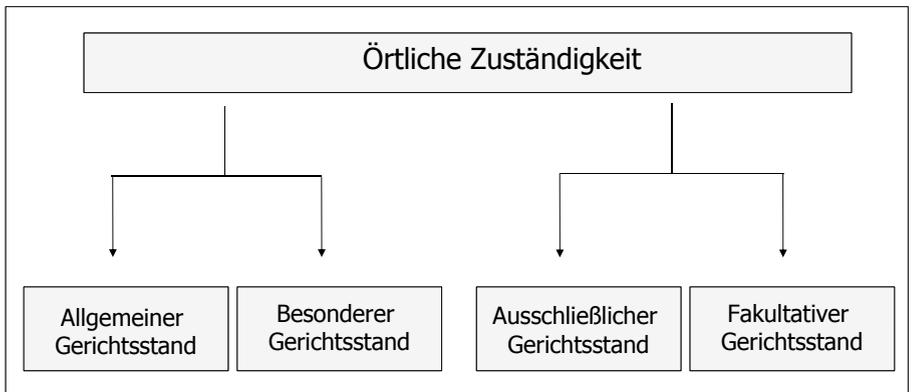 Örtliche Zuständigkeit
Allgemeiner
Gerichtsstand
Besonderer
Gerichtsstand
Ausschließlicher
Gerichtsstand
Fakultativer
Gerichtsstand